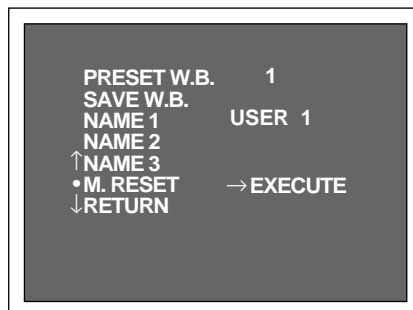 PRESET W.B. 1
SAVE W.B.
NAME 1 USER 1
NAME 2
↑NAME 3
•M. RESET →EXECUTE
↓RETURN